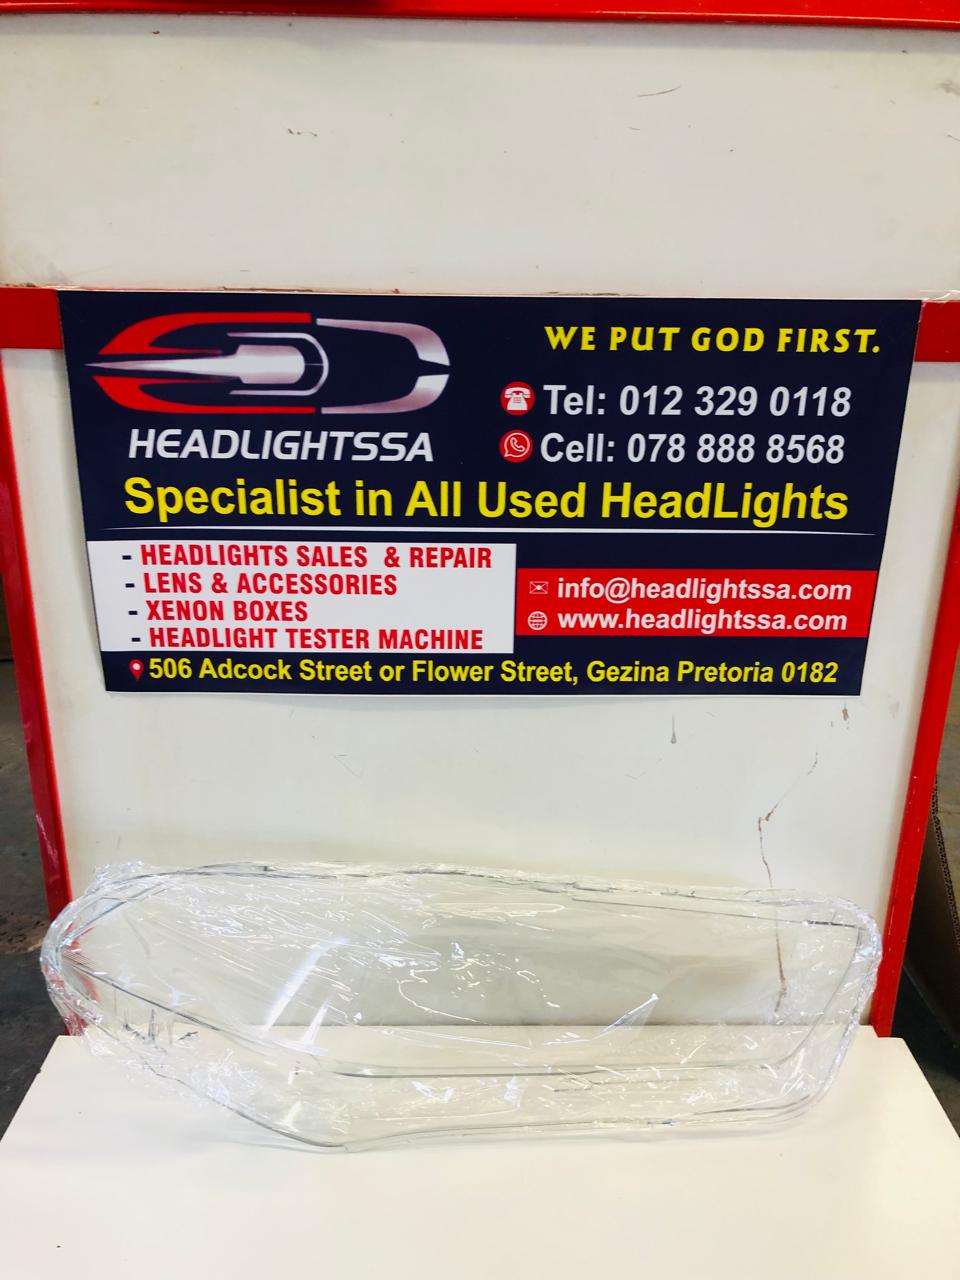 WE PUT GOD FIRST.
Tel: 012 329 0118
HEADLIGHTSSA
Cell: 078 888 8568
Specialist in All Used HeadLights
- HEADLIGHTS SALES & REPAIR
- LENS & ACCESSORIES
- XENON BOXES
- HEADLIGHT TESTER MACHINE
info@headlightssa.com
www.headlightssa.com
506 Adcock Street or Flower Street, Gezina Pretoria 0182